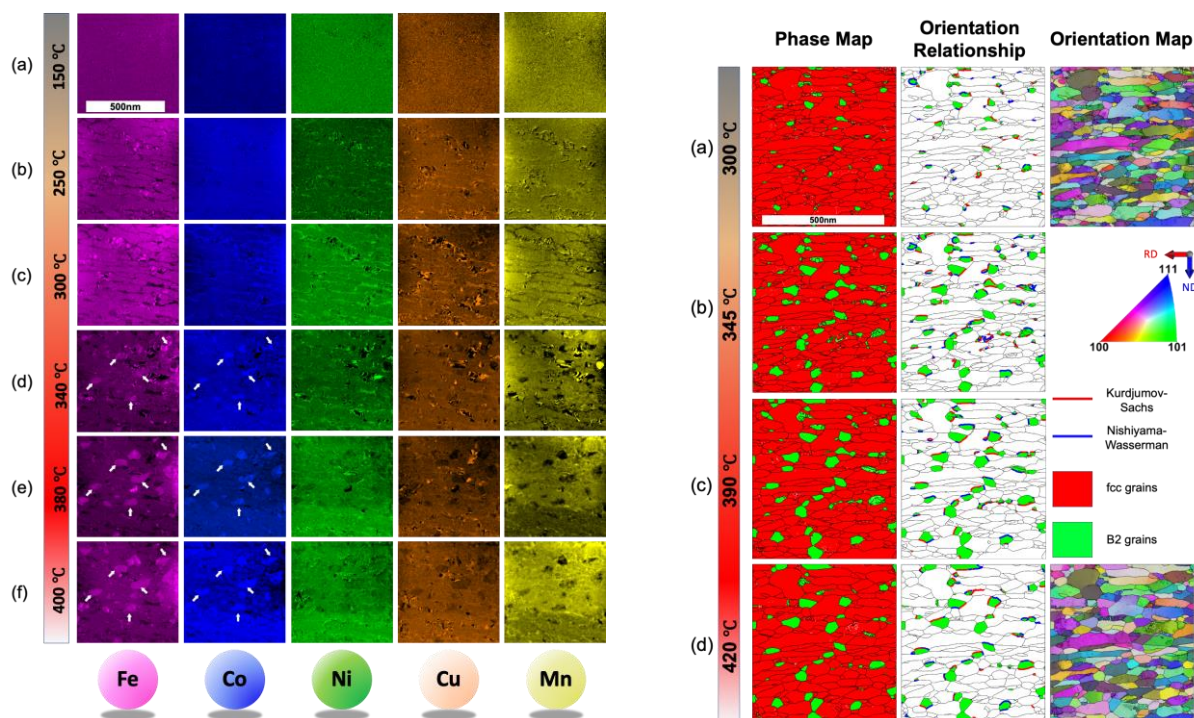 (a)
150 °C
500nm
(b)
250 °C
(c)
300 °C
(d)
340 °C
(e)
380 °C
(f)
400 °C
Fe
Co
Ni
Cu
Mn
Phase Map
Orientation
Relationship
Orientation Map
(a)
300 °C
500nm
(b)
345 °C
RD
ND
111
100
101
Kurdjumov-
Sachs
Nishiyama-
Wasserman
(c)
390 °C
fcc grains
B2 grains
(d)
420 °C